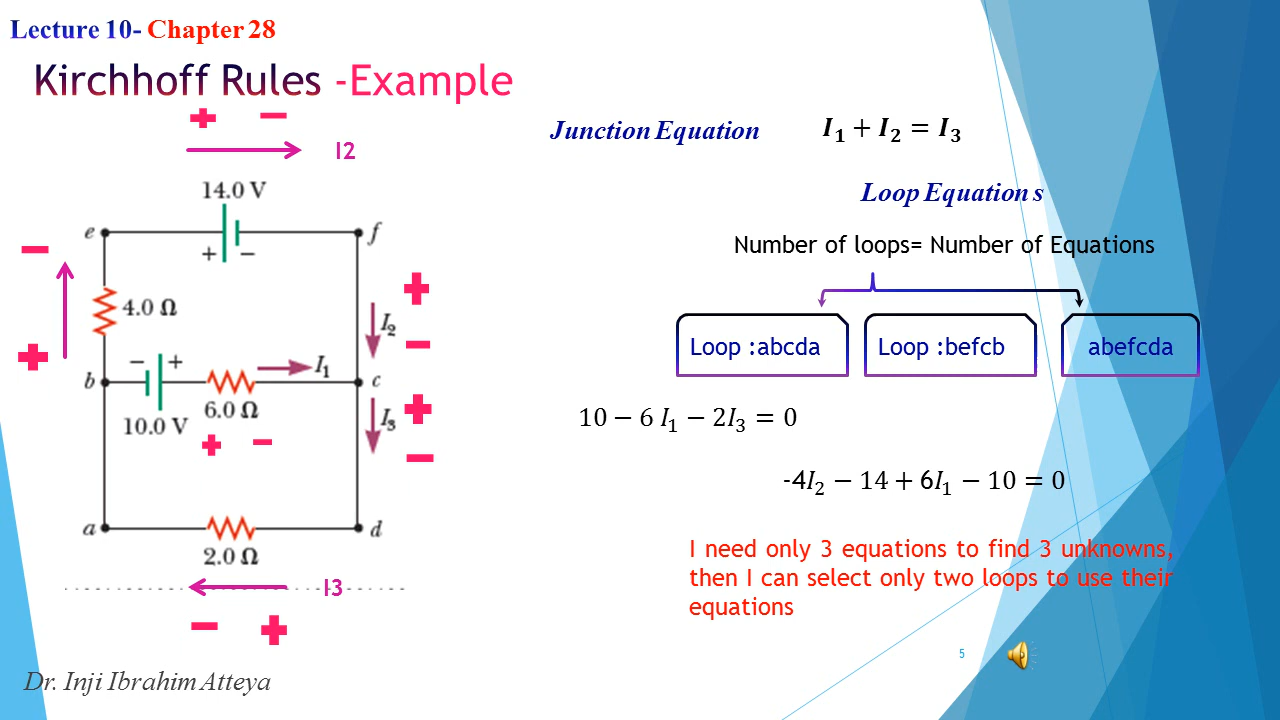 Lecture 10- Chapter 28
Kirchhoff Rules -Example
+ −
I2
14.0 V
e
f
+ −
−
+
4.0 Ω
+
I₂
−
− +
b
I₁
c
10.0 V
6.0 Ω
+ −
+
I₃
−
a
d
2.0 Ω
I3
− +
Dr. Inji Ibrahim Atteya
Junction Equation I₁ + I₂ = I₃
Loop Equation s
Number of loops= Number of Equations
Loop :abcda
Loop :befcb
abefcda
10 − 6 I₁ − 2I₃ = 0
-4I₂ − 14 + 6I₁ − 10 = 0
I need only 3 equations to find 3 unknowns,
then I can select only two loops to use their
equations
5